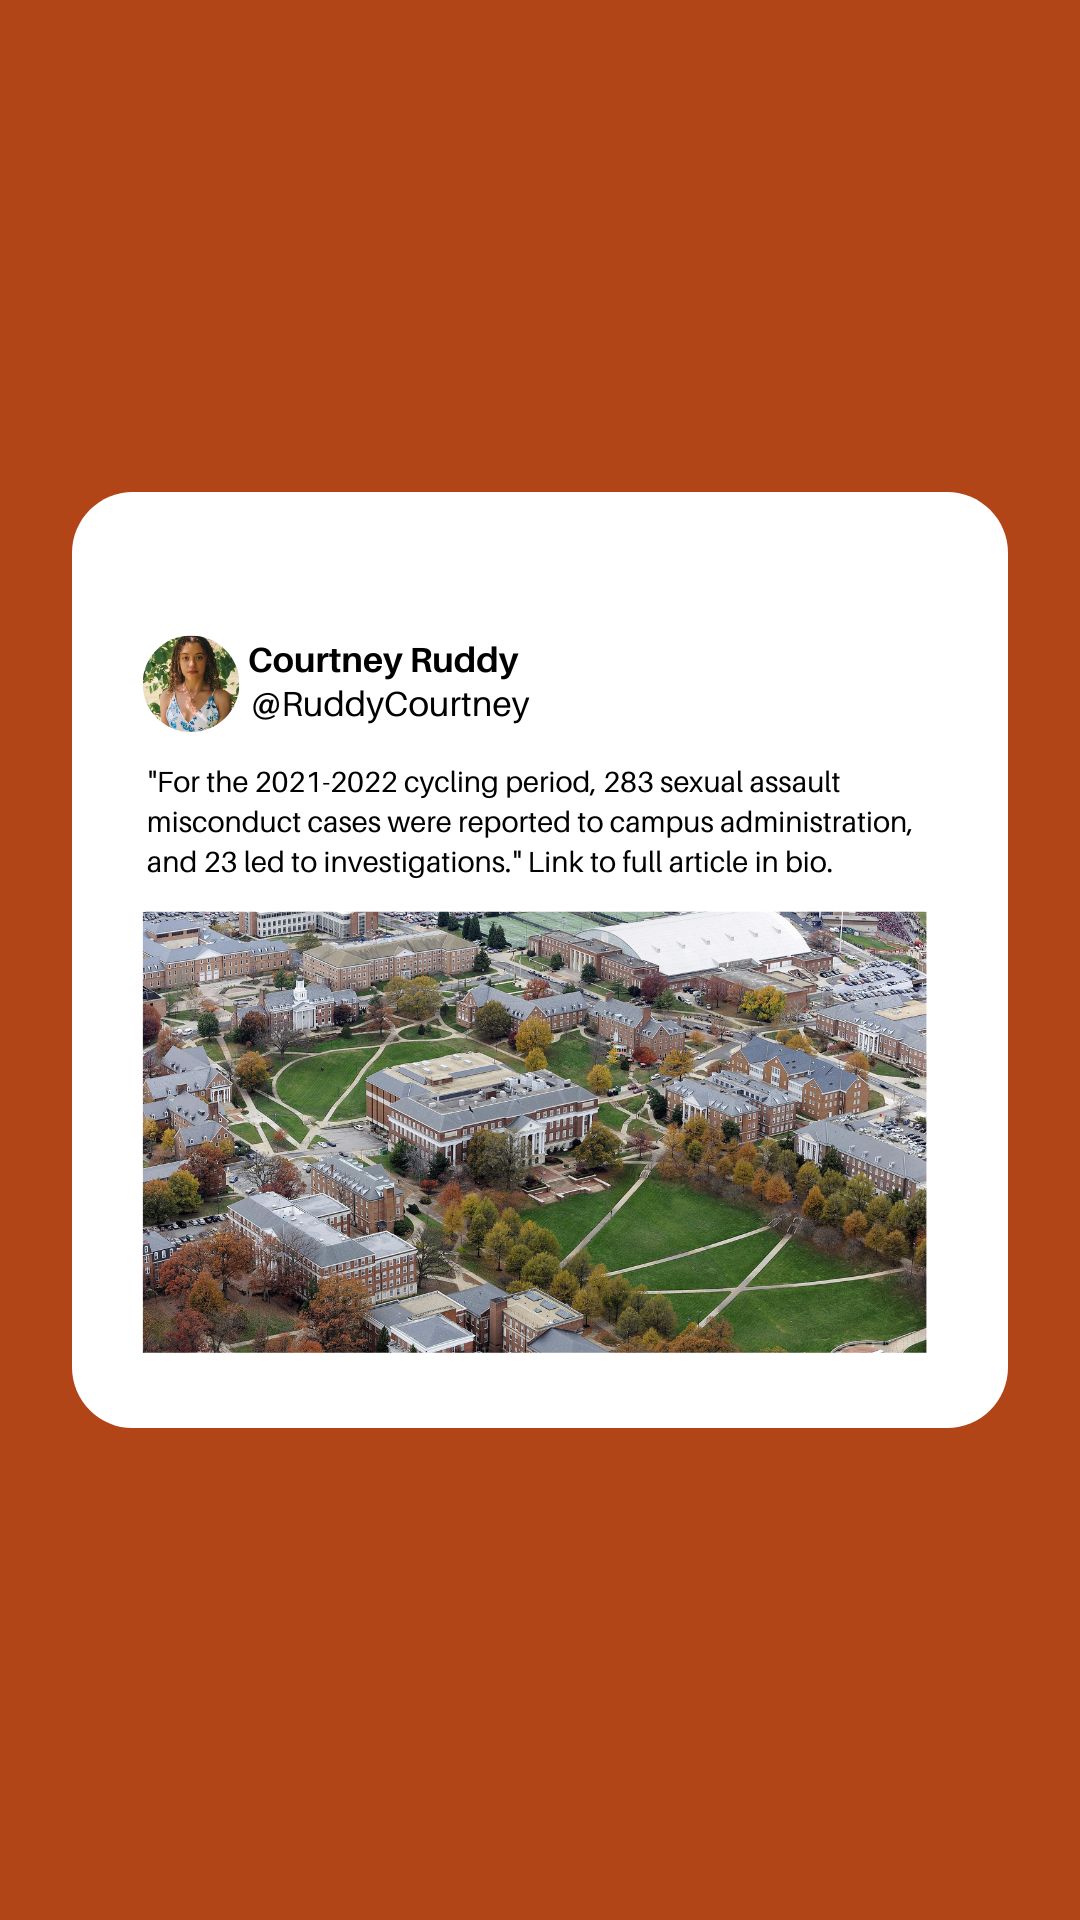 Courtney Ruddy
@RuddyCourtney
"For the 2021-2022 cycling period, 283 sexual assault
misconduct cases were reported to campus administration,
and 23 led to investigations." Link to full article in bio.